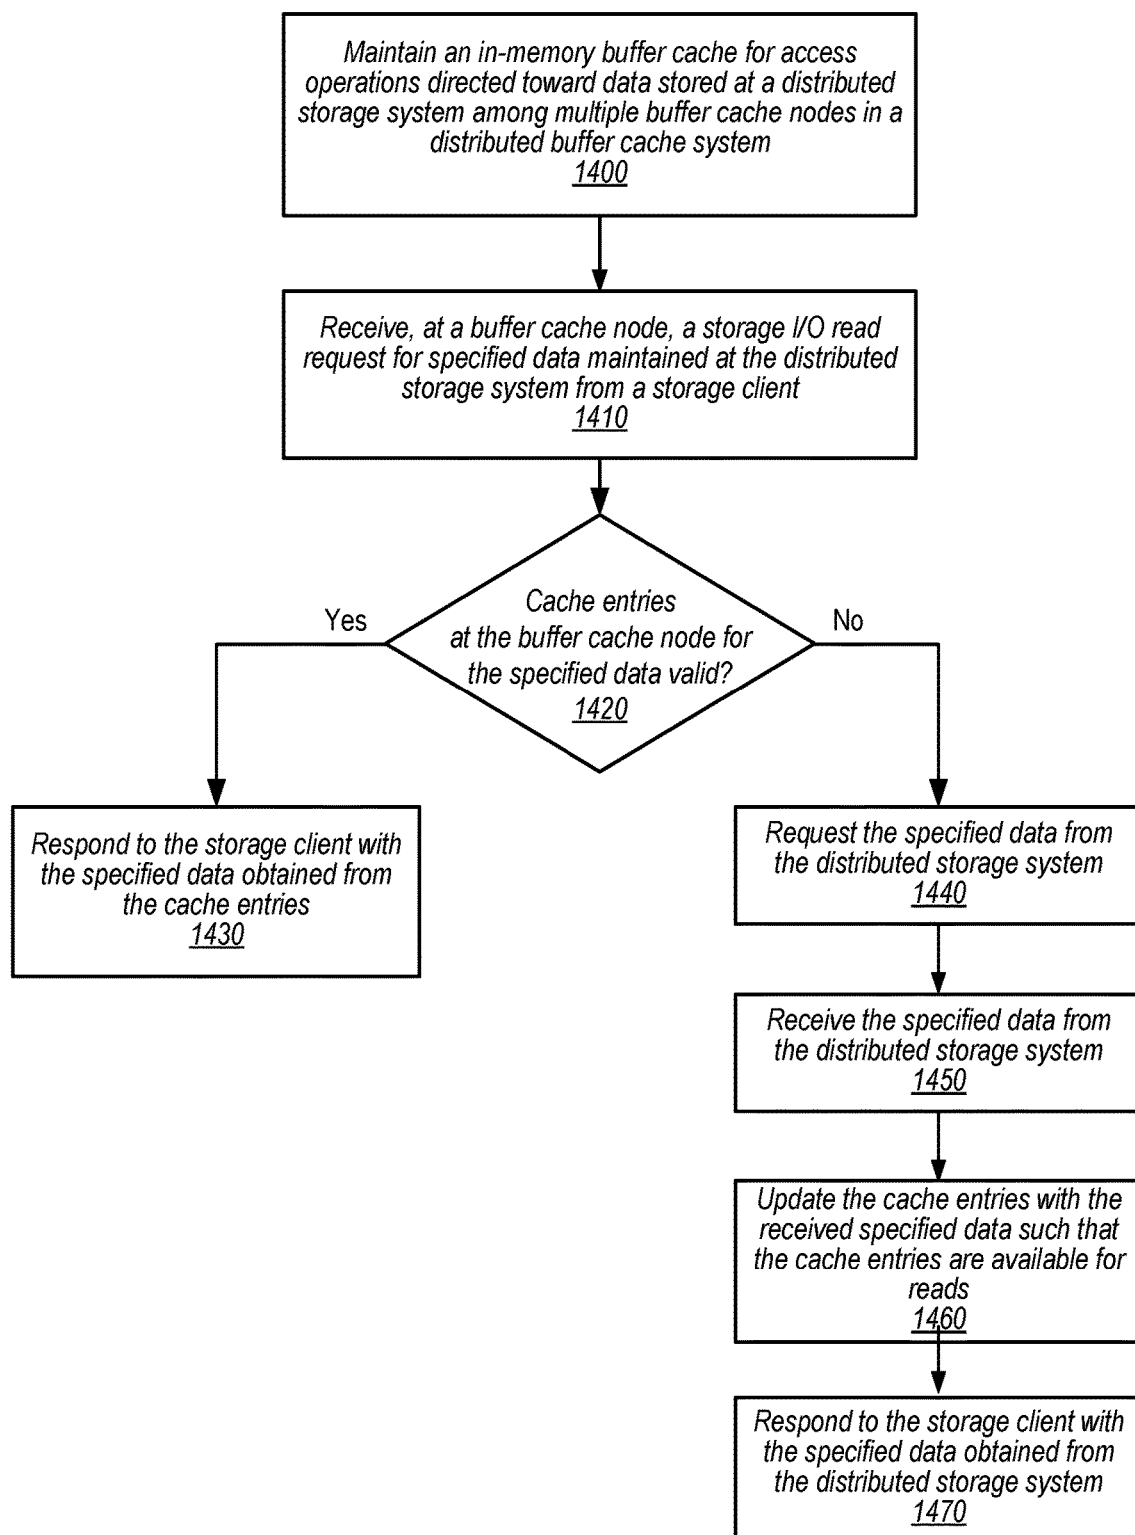 Maintain an in-memory buffer cache for access
operations directed toward data stored at a distributed
storage system among multiple buffer cache nodes in a
distributed buffer cache system
1400
Receive, at a buffer cache node, a storage I/O read
request for specified data maintained at the distributed
storage system from a storage client
1410
Cache entries
at the buffer cache node for
the specified data valid?
1420
Yes
No
Respond to the storage client with
the specified data obtained from
the cache entries
1430
Request the specified data from
the distributed storage system
1440
Receive the specified data from
the distributed storage system
1450
Update the cache entries with the
received specified data such that
the cache entries are available for
reads
1460
Respond to the storage client with
the specified data obtained from
the distributed storage system
1470